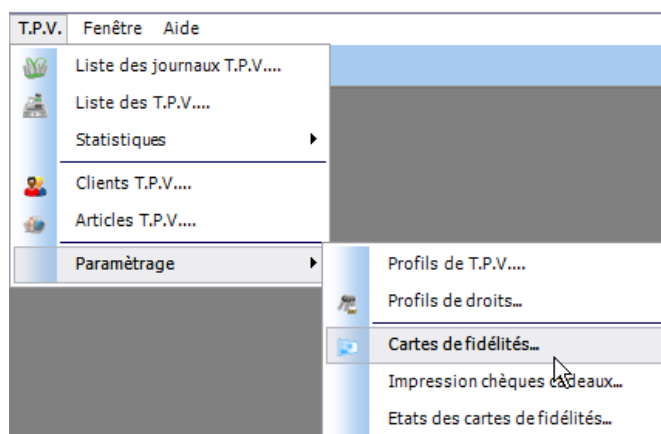 T.P.V. Fenêtre Aide
Liste des journaux T.P.V....
Liste des T.P.V....
Statistiques
Clients T.P.V....
Articles T.P.V....
Paramètrage
Profils de T.P.V....
Profils de droits...
Cartes de fidélités...
Impression chèques cadeaux...
Etats des cartes de fidélités...